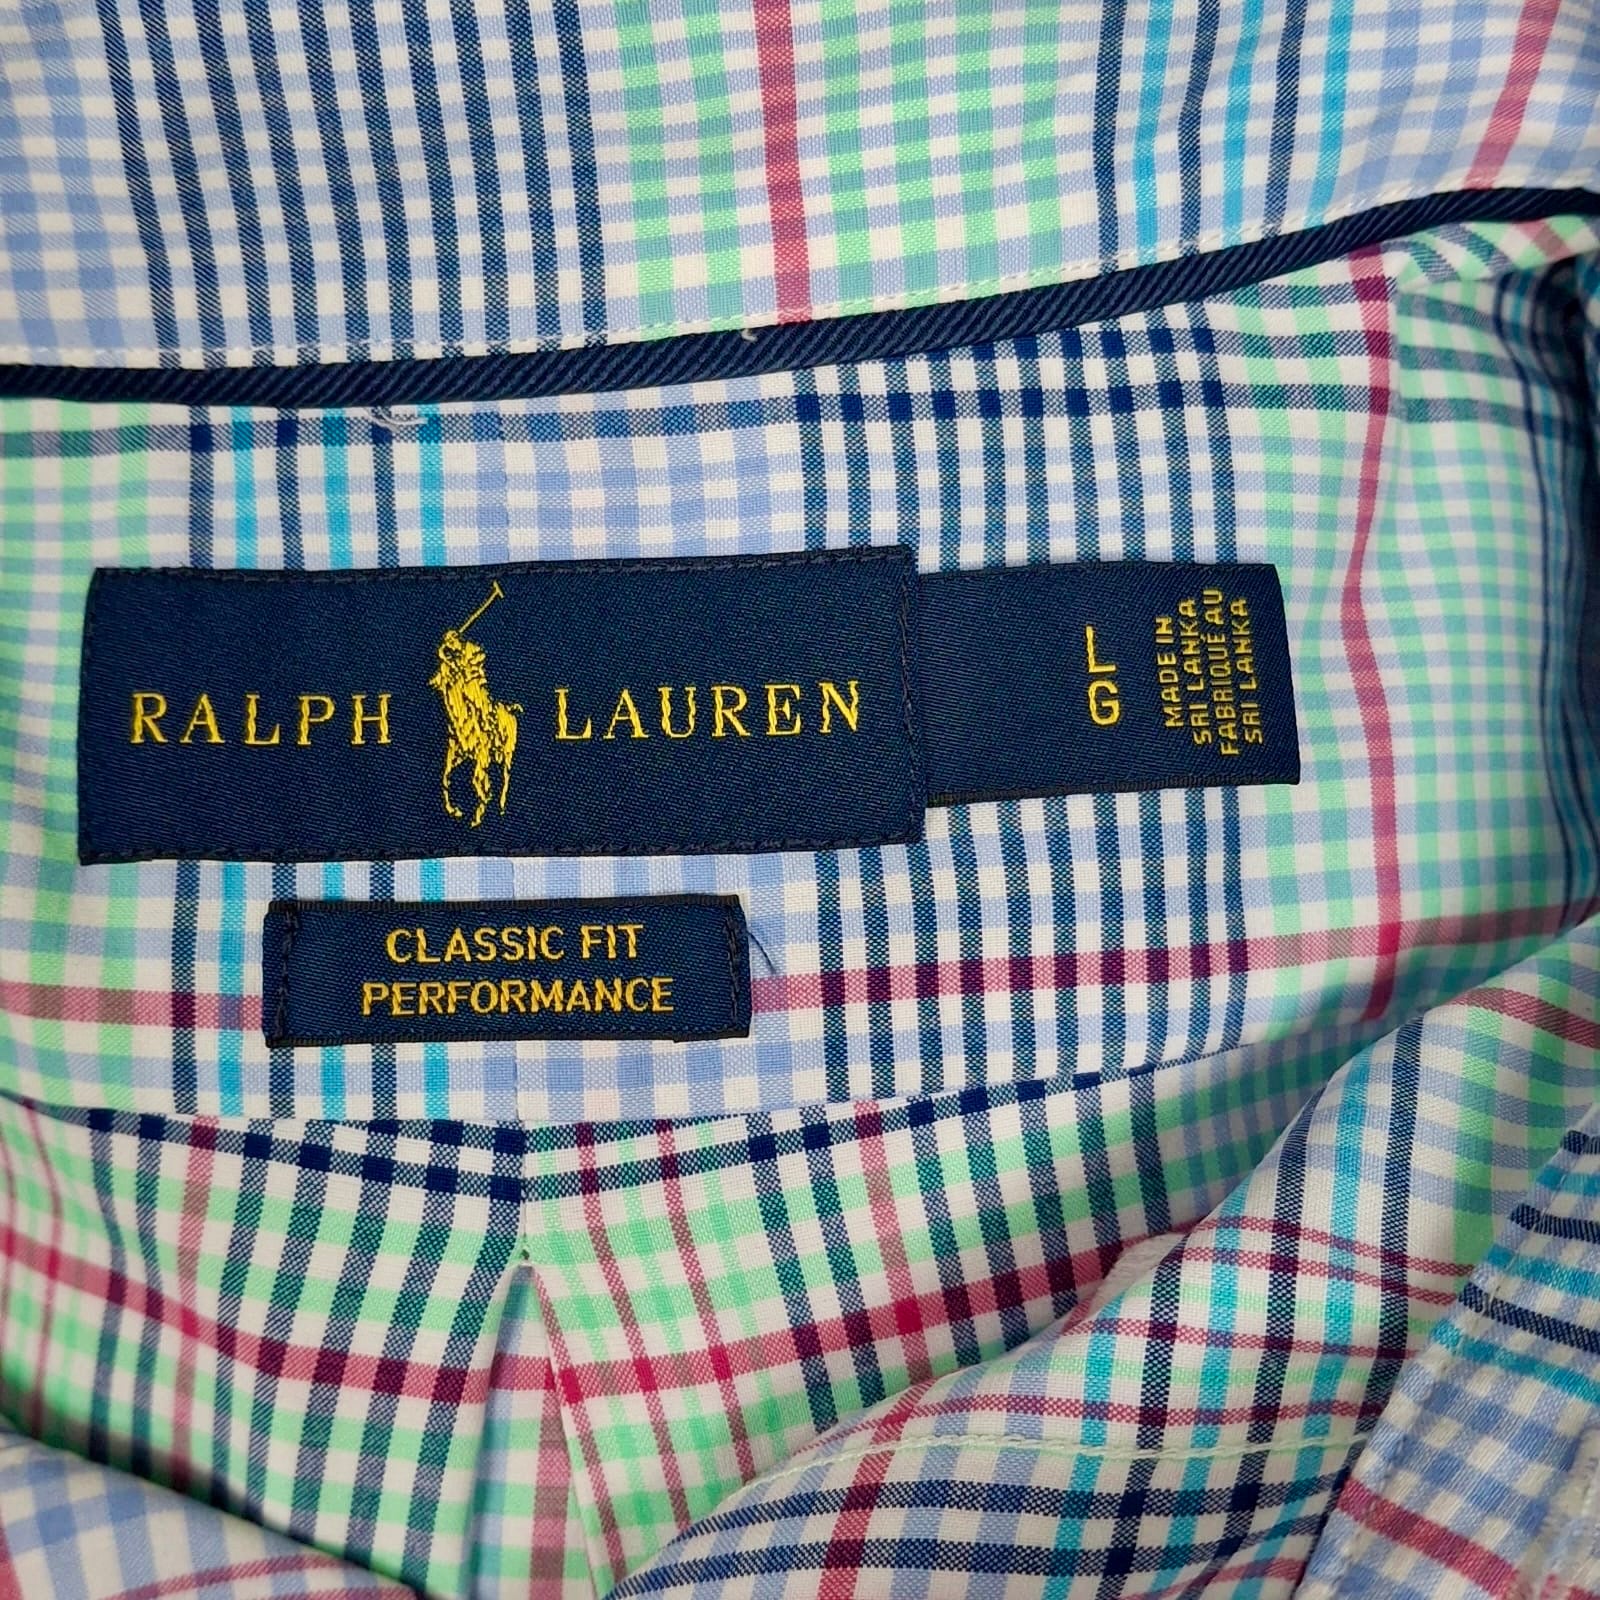 RALPH LAUREN
L
G
MADE IN
SRI LANKA
FABRIQUÉ AU
SRI LANKA
CLASSIC FIT
PERFORMANCE